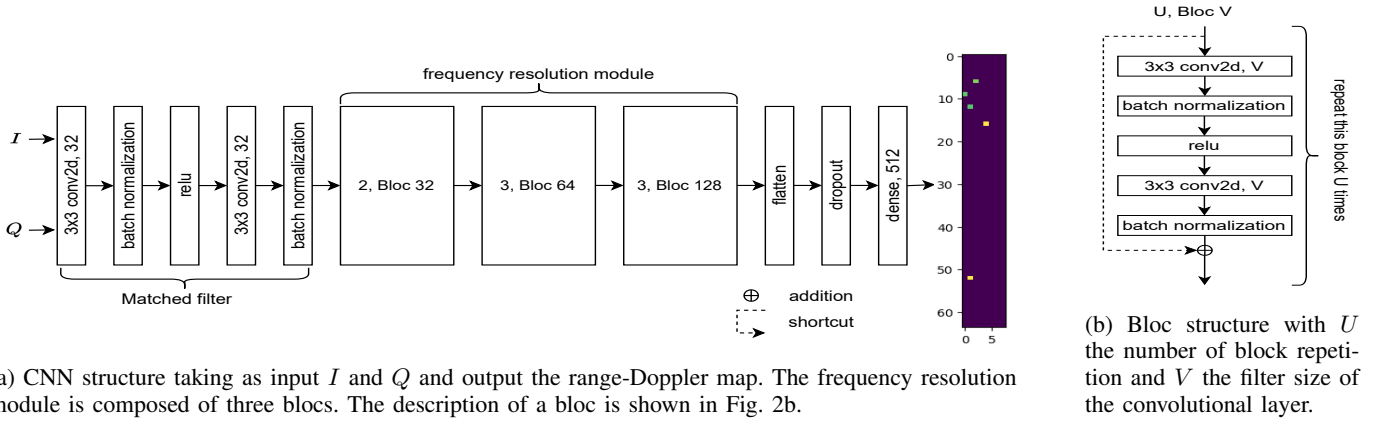 frequency resolution module
I
Q
3x3 conv2d, 32
batch normalization
relu
3x3 conv2d, 32
batch normalization
2, Bloc 32
3, Bloc 64
3, Bloc 128
flatten
dropout
dense, 512
Matched filter
addition
shortcut
0
10
20
30
40
50
60
0 5
a) CNN structure taking as input I and Q and output the range-Doppler map. The frequency resolution
module is composed of three blocs. The description of a bloc is shown in Fig. 2b.
U, Bloc V
3x3 conv2d, V
batch normalization
relu
3x3 conv2d, V
batch normalization
repeat this block U times
(b) Bloc structure with U
the number of block repeti-
tion and V the filter size of
the convolutional layer.